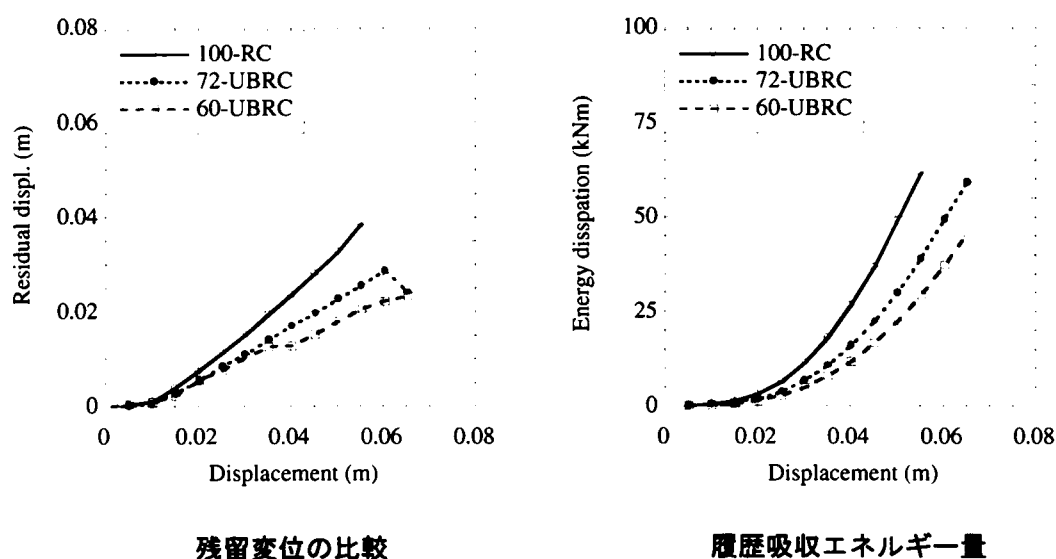 0.08
0.06
0.04
0.02
0
Residual displ. (m)
100-RC
72-UBRC
60-UBRC
0
0.02
0.04
0.06
0.08
Displacement (m)
残留変位の比較
100
75
50
25
0
Energy disspation (kNm)
100-RC
72-UBRC
60-UBRC
0
0.02
0.04
0.06
0.08
Displacement (m)
履歴吸収エネルギー量